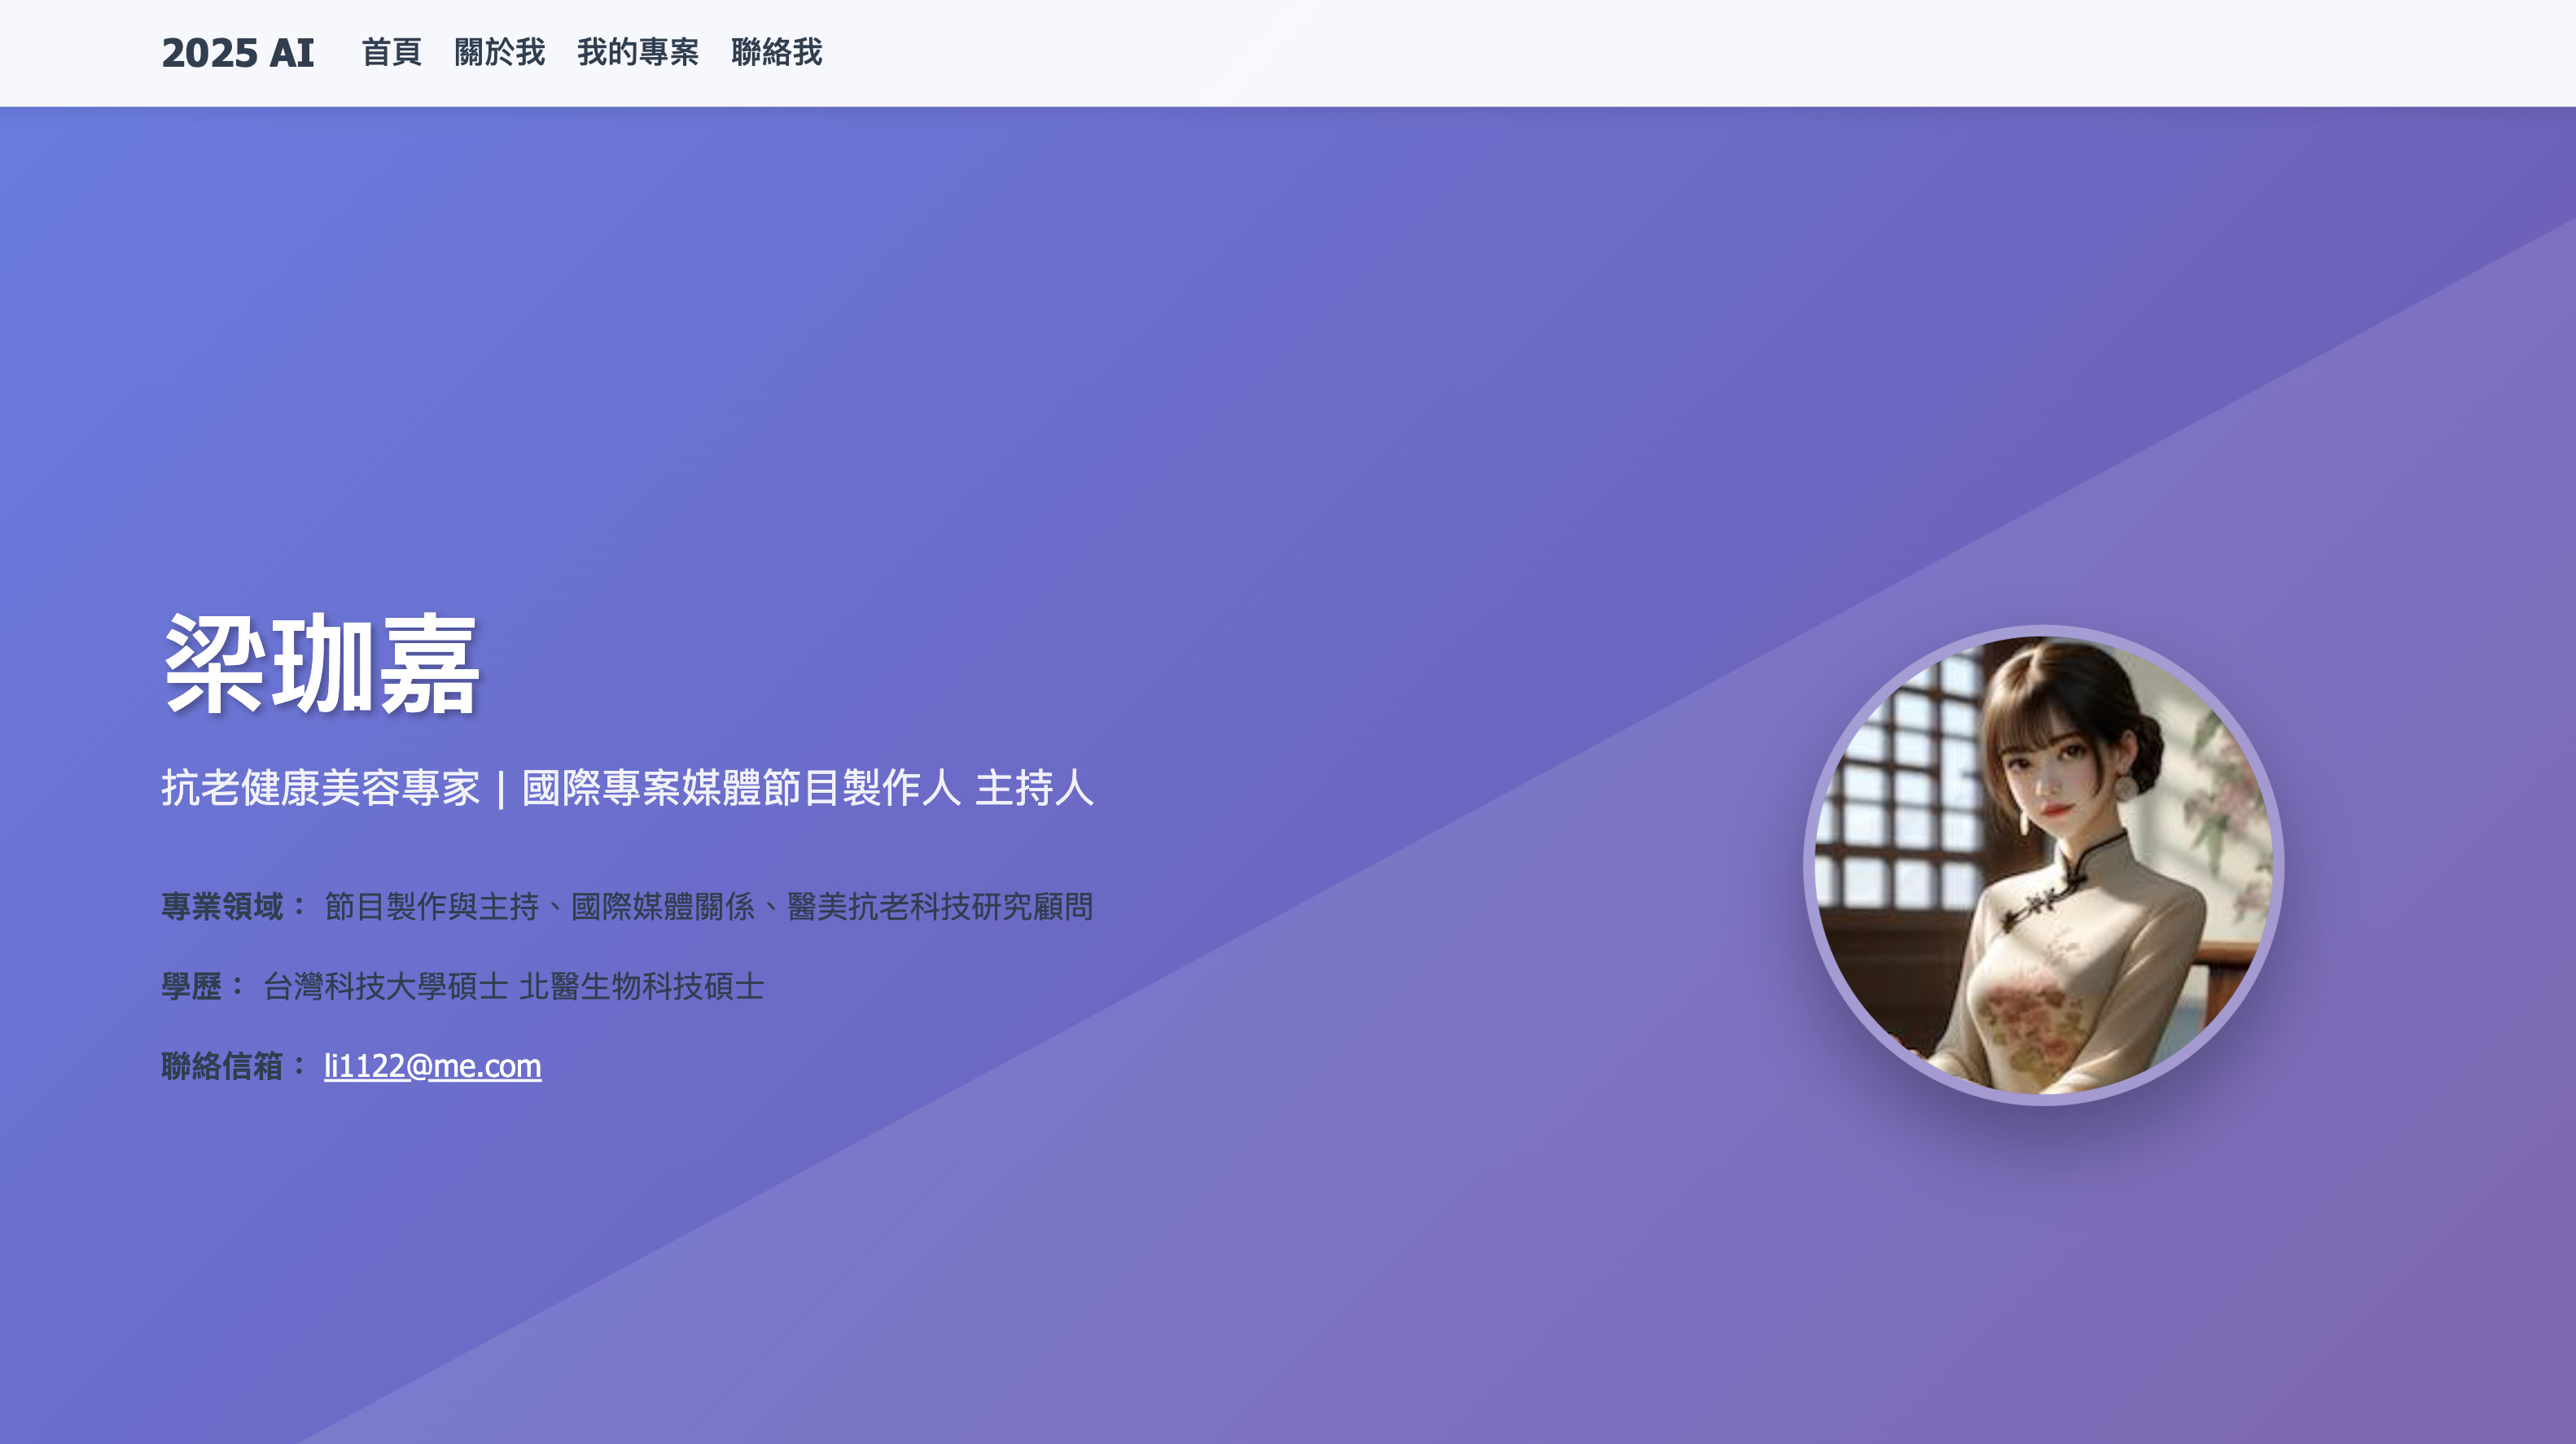 2025 AI 首頁 關於我 我的專案 聯絡我
梁珈嘉
抗老健康美容專家 | 國際專案媒體節目製作人 主持人
專業領域： 節目製作與主持、國際媒體關係、醫美抗老科技研究顧問
學歷： 台灣科技大學碩士 北醫生物科技碩士
聯絡信箱： li1122@me.com